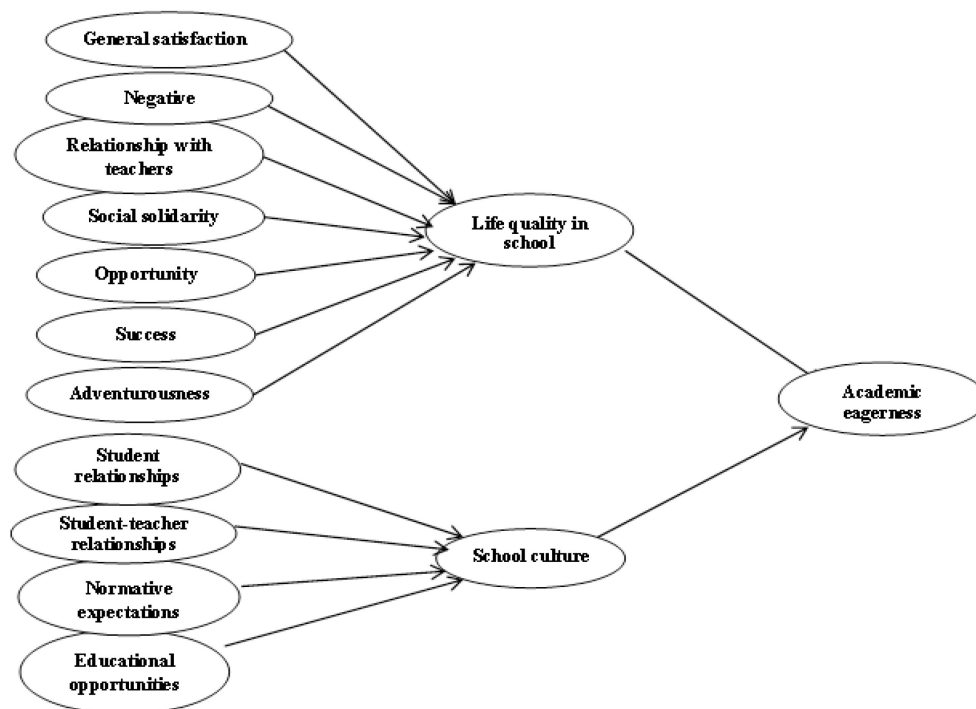 General satisfaction
Negative
Relationship with
teachers
Social solidarity
Opportunity
Success
Adventurousness
Life quality in
school
Academic
eagerness
Student
relationships
Student-teacher
relationships
Normative
expectations
Educational
opportunities
School culture